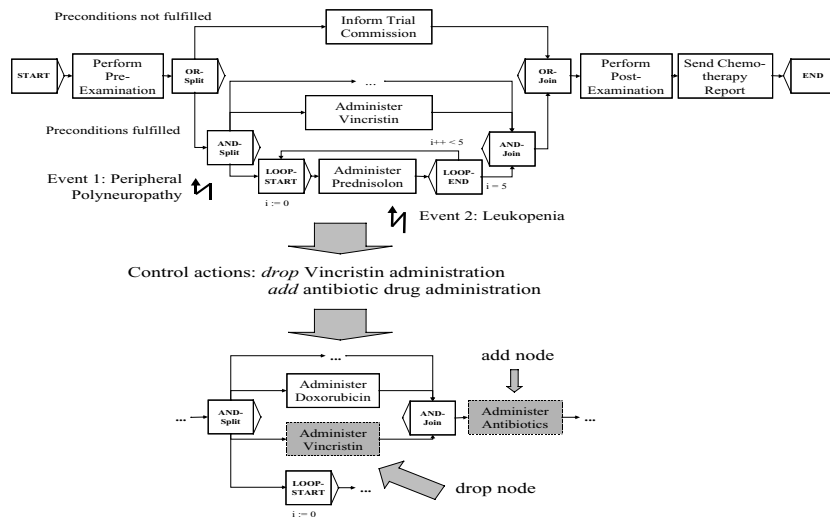 Preconditions not fulfilled
Inform Trial
Commission
START
Perform
Pre-
Examination
OR-
Split
OR-
Join
Perform
Post-
Examination
Send Chemo-
therapy
Report
END
...
Administer
Vincristin
Preconditions fulfilled
AND-
Split
i++ < 5
AND-
Join
LOOP-
START
Administer
Prednisolon
LOOP-
END
i = 5
i := 0
Event 1: Peripheral
Polyneuropathy
Event 2: Leukopenia
Control actions: drop Vincristin administration
add antibiotic drug administration
add node
...
Administer
Doxorubicin
...
AND-
Split
AND-
Join
Administer
Antibiotics
...
Administer
Vincristin
LOOP-
START
...
i := 0
drop node